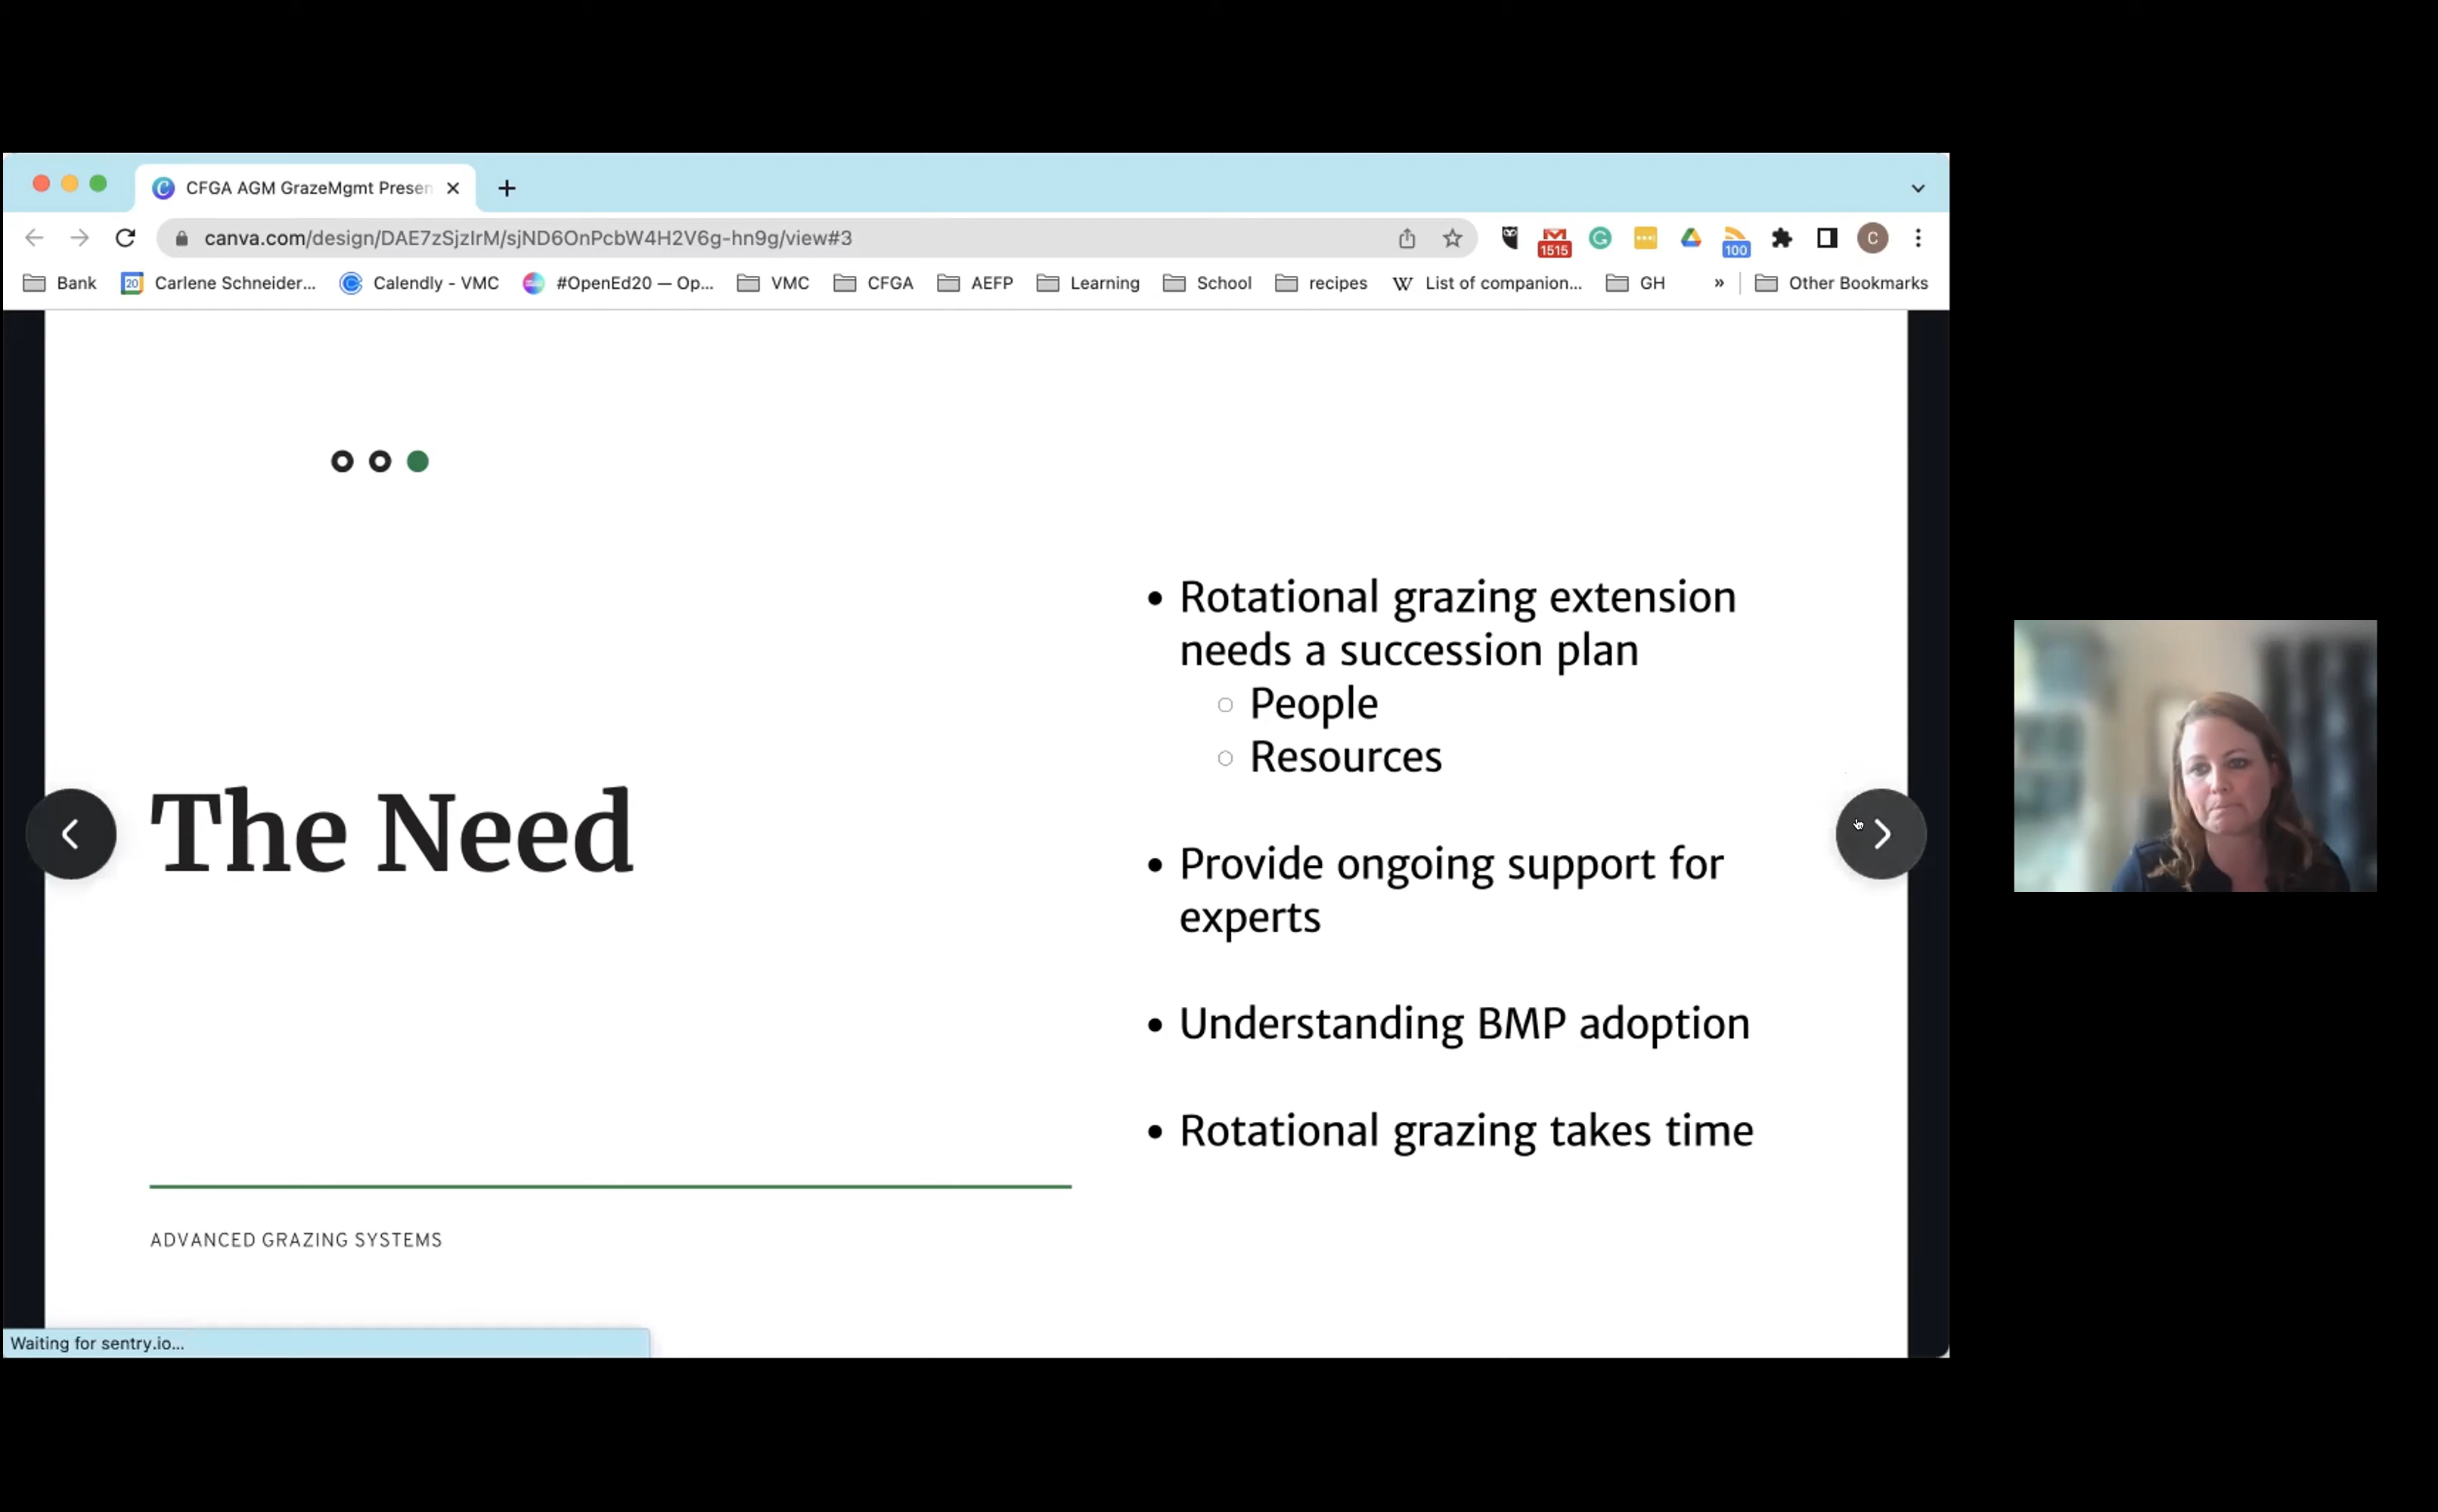 CFGA AGM GrazeMgmt Presen
canva.com/design/DAE7zSjzIrM/sjND6OnPcbW4H2V6g-hn9g/view#3
1515
100
C
Bank
20
Carlene Schneider...
Calendly - VMC
#OpenEd20 — Op...
VMC
CFGA
AEFP
Learning
School
recipes
W
List of companion...
GH
»
Other Bookmarks
The Need
ADVANCED GRAZING SYSTEMS
• Rotational grazing extension
needs a succession plan
○ People
○ Resources
• Provide ongoing support for
experts
• Understanding BMP adoption
• Rotational grazing takes time
Waiting for sentry.io...